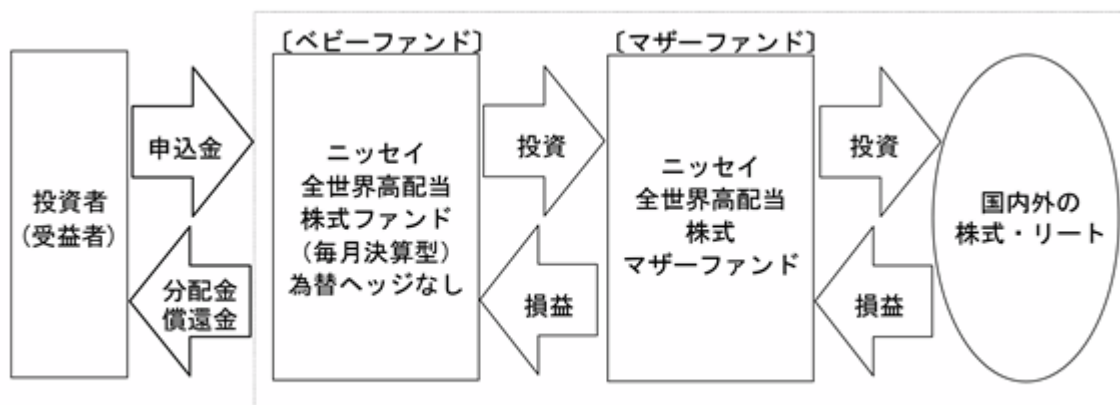 〔ベビーファンド〕
〔マザーファンド〕
投資者
（受益者）
申込金
分配金
償還金
ニッセイ
全世界高配当
株式ファンド
（毎月決算型）
為替ヘッジなし
投資
損益
ニッセイ
全世界高配当
株式
マザーファンド
投資
損益
国内外の
株式・リート